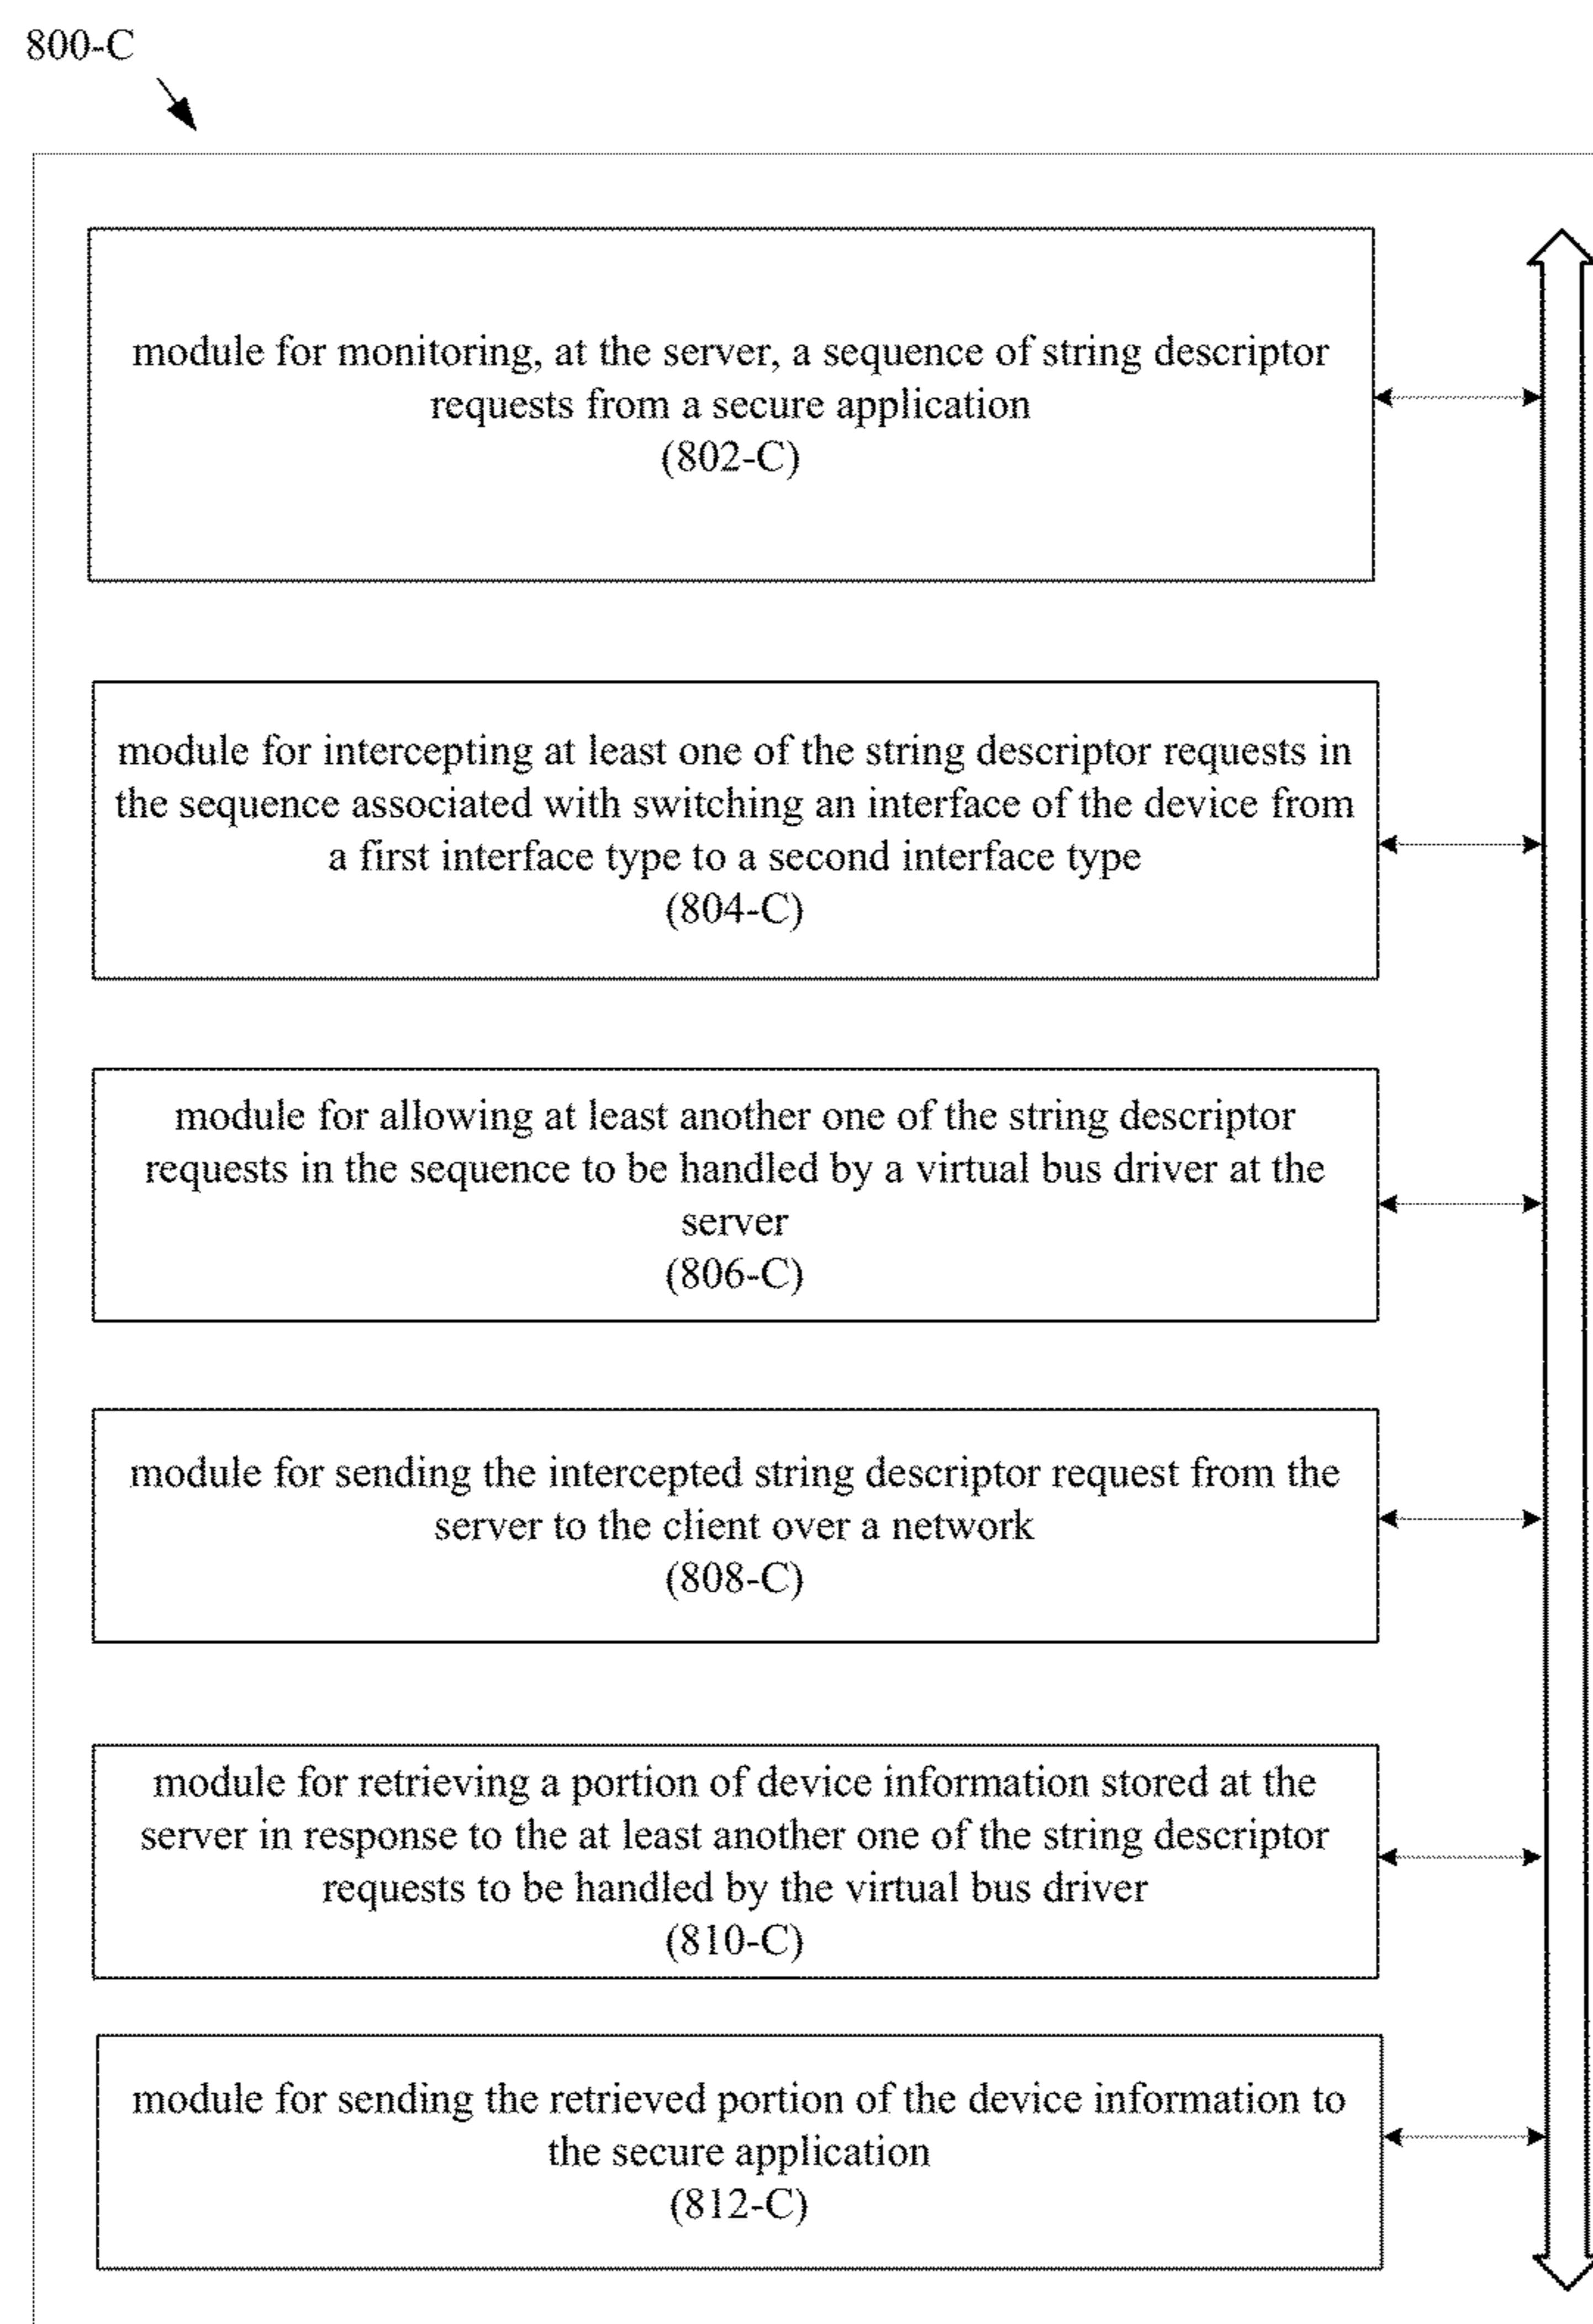 800-C
module for monitoring, at the server, a sequence of string descriptor
requests from a secure application
(802-C)
module for intercepting at least one of the string descriptor requests in
the sequence associated with switching an interface of the device from
a first interface type to a second interface type
(804-C)
module for allowing at least another one of the string descriptor
requests in the sequence to be handled by a virtual bus driver at the
server
(806-C)
module for sending the intercepted string descriptor request from the
server to the client over a network
(808-C)
module for retrieving a portion of device information stored at the
server in response to the at least another one of the string descriptor
requests to be handled by the virtual bus driver
(810-C)
module for sending the retrieved portion of the device information to
the secure application
(812-C)